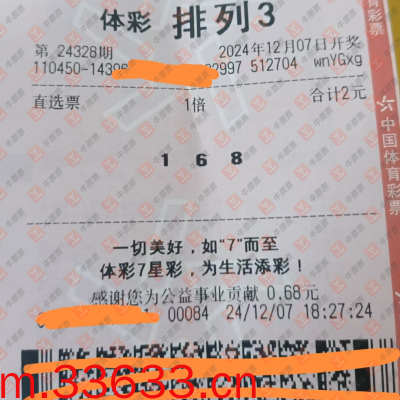 体彩 排列3
第 24328期 2024年12月07日开奖
110450-1439 2997 512704 wnYGxg
直选票 1倍 合计2元
1 6 8
一切美好，如“7”而至
体彩7星彩，为生活添彩！
感谢您为公益事业贡献 0.68元
1 00084 24/12/07 18:27:24
m.33633.cn
育彩票
中国体育彩票